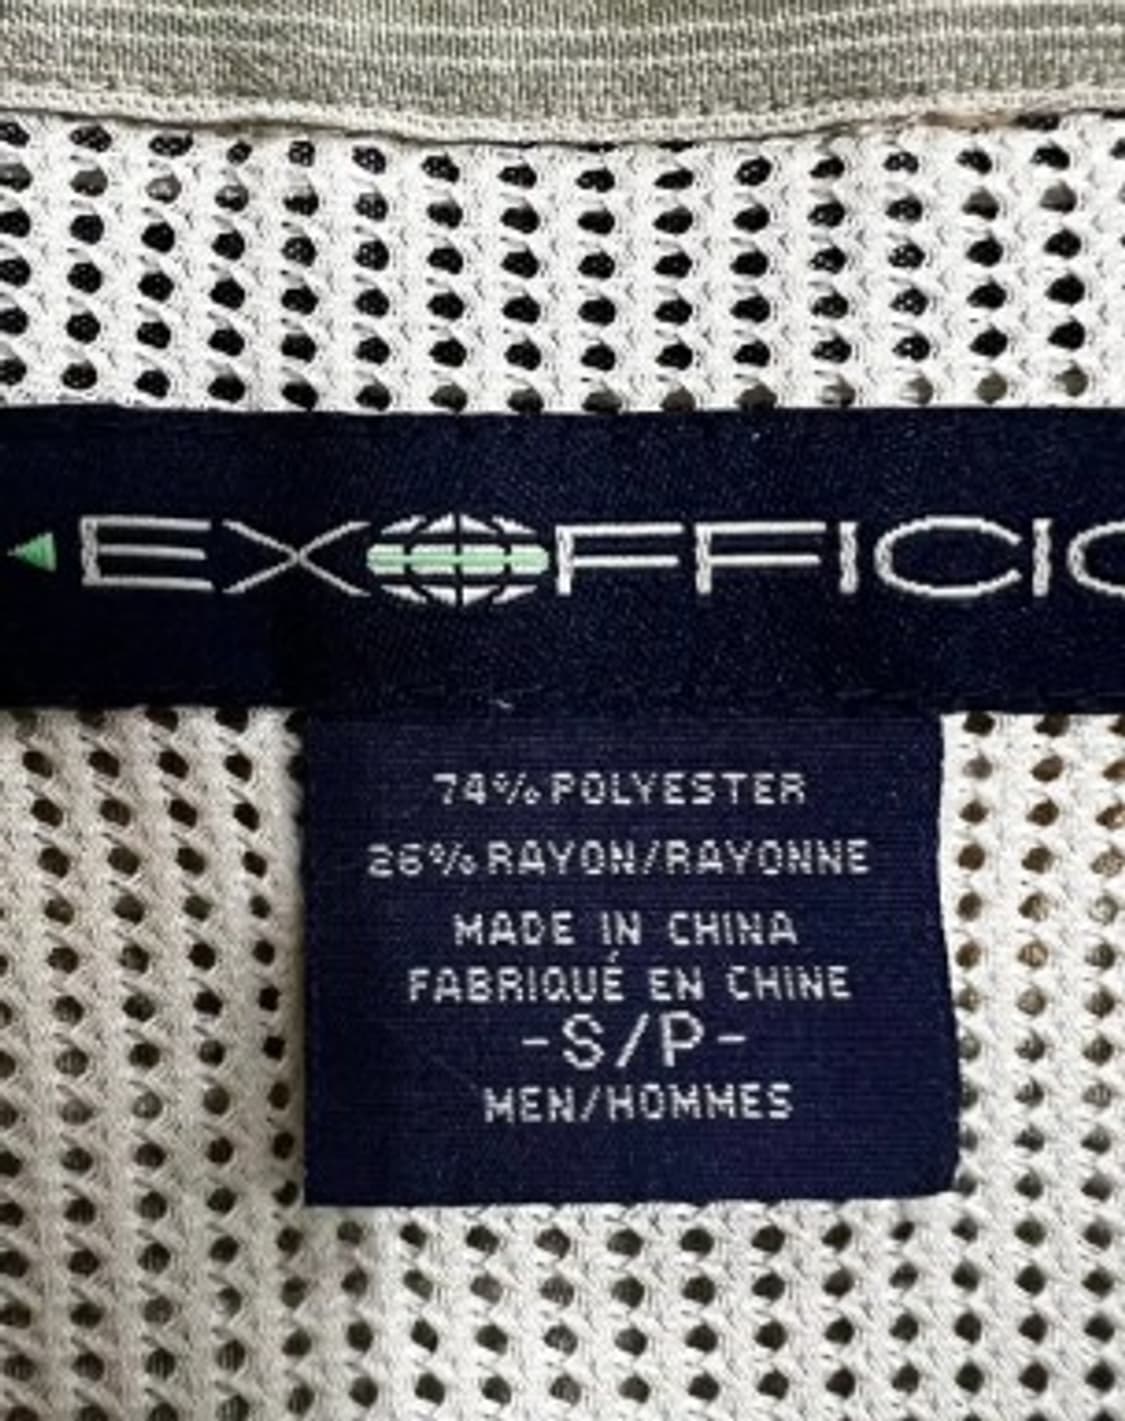 EXOFFICIO
74% POLYESTER
26% RAYON/RAYONNE
MADE IN CHINA
FABRIQUÉ EN CHINE
-S/P-
MEN/HOMMES